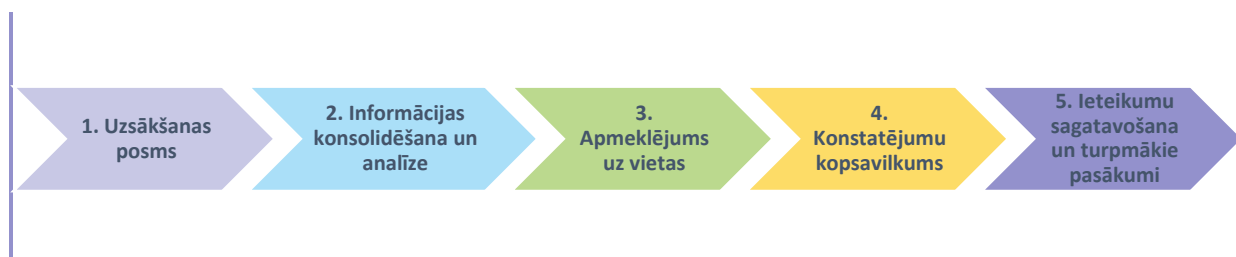 1. Uzsākšanas
posms
2. Informācijas
konsolidēšana un
analīze
3.
Apmeklējums
uz vietas
4.
Konstatējumu
kopsavilkums
5. Ieteikumu
sagatavošana
un turpmākie
pasākumi